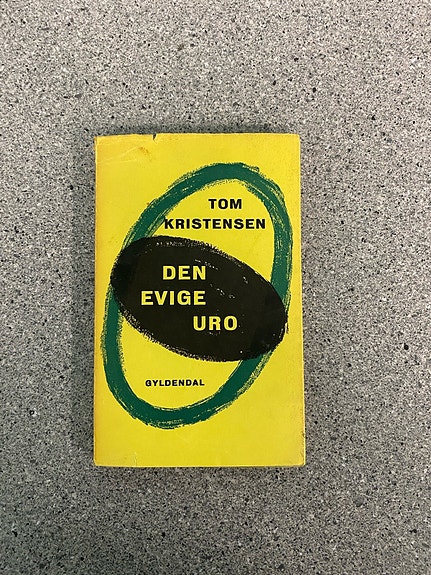 TOM
KRISTENSEN
DEN
EVIGE
URO
GYLDENDAL